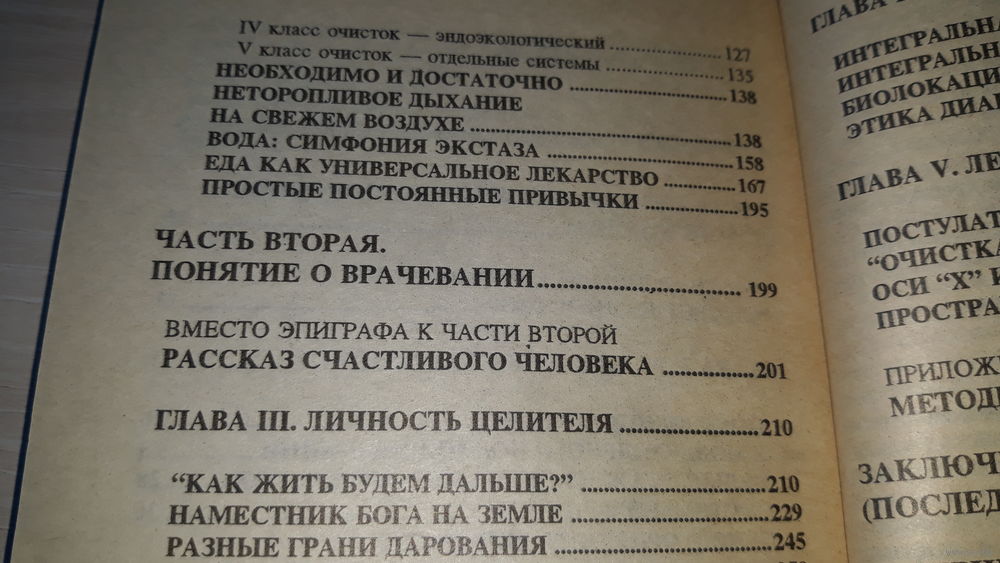 IV класс очисток — эндоэкологический ........................ 127
V класс очисток — отдельные системы ........................ 135
НЕОБХОДИМО И ДОСТАТОЧНО ........................ 138
НЕТОРОПЛИВОЕ ДЫХАНИЕ
НА СВЕЖЕМ ВОЗДУХЕ ........................ 138
ВОДА: СИМФОНИЯ ЭКСТАЗА ........................ 158
ЕДА КАК УНИВЕРСАЛЬНОЕ ЛЕКАРСТВО ............... 167
ПРОСТЫЕ ПОСТОЯННЫЕ ПРИВЫЧКИ ............... 195
ЧАСТЬ ВТОРАЯ.
ПОНЯТИЕ О ВРАЧЕВАНИИ ........................ 199
ВМЕСТО ЭПИГРАФА К ЧАСТИ ВТОРОЙ
РАССКАЗ СЧАСТЛИВОГО ЧЕЛОВЕКА ............... 201
ГЛАВА III. ЛИЧНОСТЬ ЦЕЛИТЕЛЯ ............... 210
“КАК ЖИТЬ БУДЕМ ДАЛЬШЕ?” ............... 210
НАМЕСТНИК БОГА НА ЗЕМЛЕ ............... 229
РАЗНЫЕ ГРАНИ ДАРОВАНИЯ ............... 245
ГЛАВА
ИНТЕГРАЛЬН
ИНТЕГРАЛЬН
БИОЛОКАЦИ
ЭТИКА ДИА
ГЛАВА V. ЛЕ
ПОСТУЛАТ
“ОЧИСТКА
ОСИ “X” И
ПРОСТРА
ПРИЛОЖ
МЕТОД
ЗАКЛЮЧ
(ПОСЛЕД